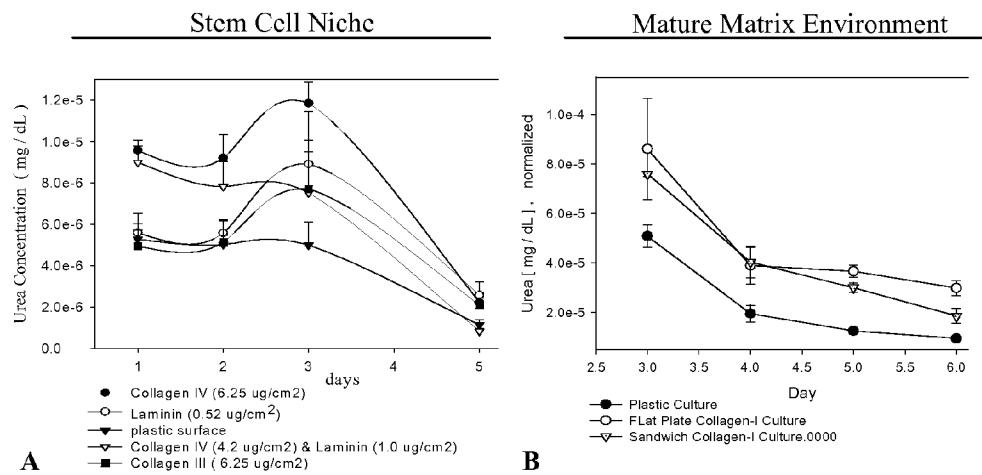 Stem Cell Niche
Mature Matrix Environment
Urea Concentration ( mg / dL )
1.2e-5
1.0e-5
8.0e-6
6.0e-6
4.0e-6
2.0e-6
0.0
1 2 3 4 5
days
Collagen IV (6.25 ug/cm2)
Laminin (0.52 ug/cm2)
plastic surface
Collagen IV (4.2 ug/cm2) & Laminin (1.0 ug/cm2)
Collagen III ( 6.25 ug/cm2)
A
Urea [ mg / dL ] , normalized
1.0e-4
8.0e-5
6.0e-5
4.0e-5
2.0e-5
2.5 3.0 3.5 4.0 4.5 5.0 5.5 6.0
Day
Plastic Culture
FLat Plate Collagen-I Culture
Sandwich Collagen-I Culture.0000
B